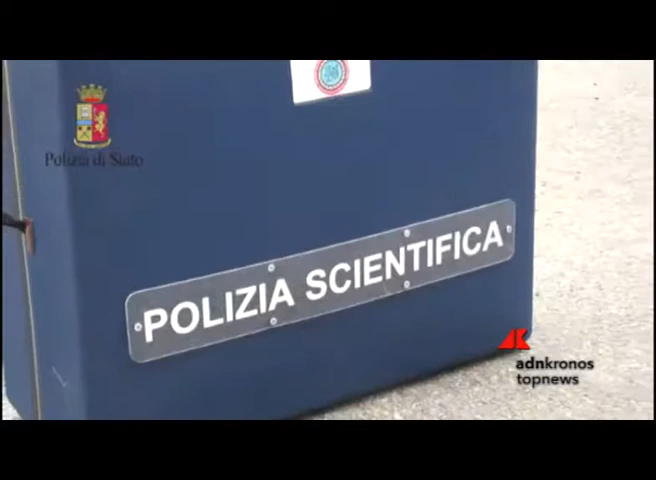 Polizia di Stato
POLIZIA SCIENTIFICA
adnkronos
topnews